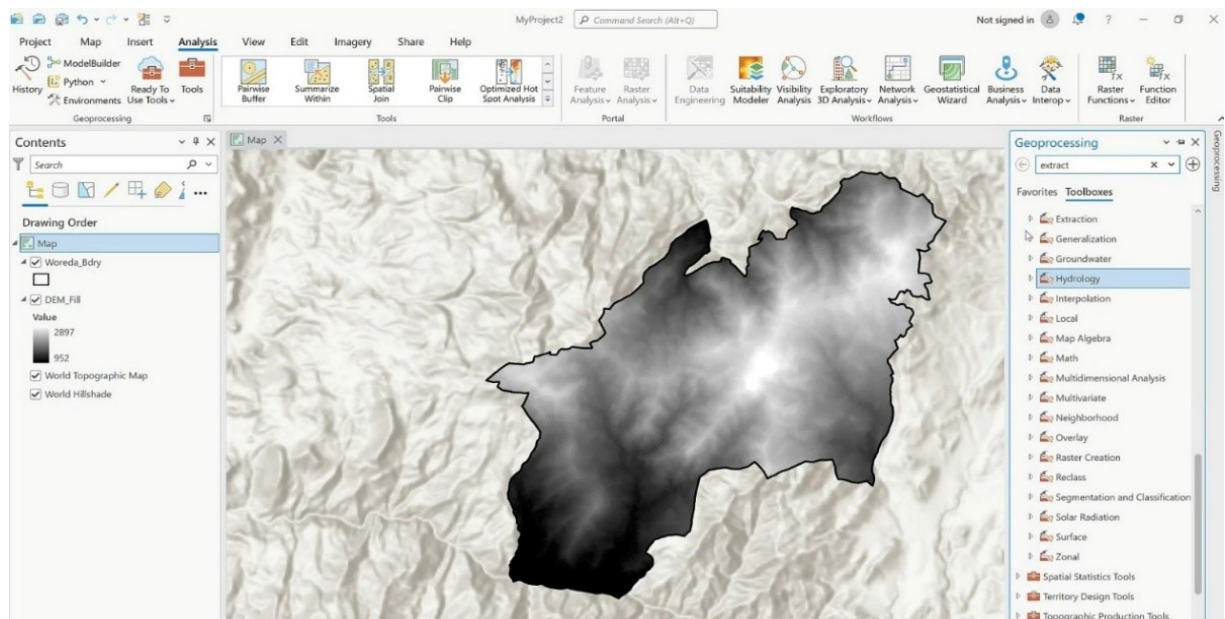 MyProject2
Command Search (Alt+Q)
Not signed in
Project Map Insert Analysis View Edit Imagery Share Help
History
ModelBuilder
Python
Environments
Ready To Use Tools
Tools
Geoprocessing
Pairwise Buffer
Summarize Within
Spatial Join
Pairwise Clip
Optimized Hot Spot Analysis
Tools
Feature Analysis
Raster Analysis
Portal
Data Engineering
Suitability Modeler
Visibility Analysis
Exploratory 3D Analysis
Network Analysis
Geostatistical Wizard
Business Analysis
Data Interop
Workflows
Raster Functions
Function Editor
Raster
Contents
Search
Drawing Order
Map
Woreda_Bdry
DEM_Fill
Value
2897
952
World Topographic Map
World Hillshade
Map
Geoprocessing
extract
Favorites Toolboxes
Extraction
Generalization
Groundwater
Hydrology
Interpolation
Local
Map Algebra
Math
Multidimensional Analysis
Multivariate
Neighborhood
Overlay
Raster Creation
Reclass
Segmentation and Classification
Solar Radiation
Surface
Zonal
Spatial Statistics Tools
Territory Design Tools
Topographic Production Tools
Geoprocessing